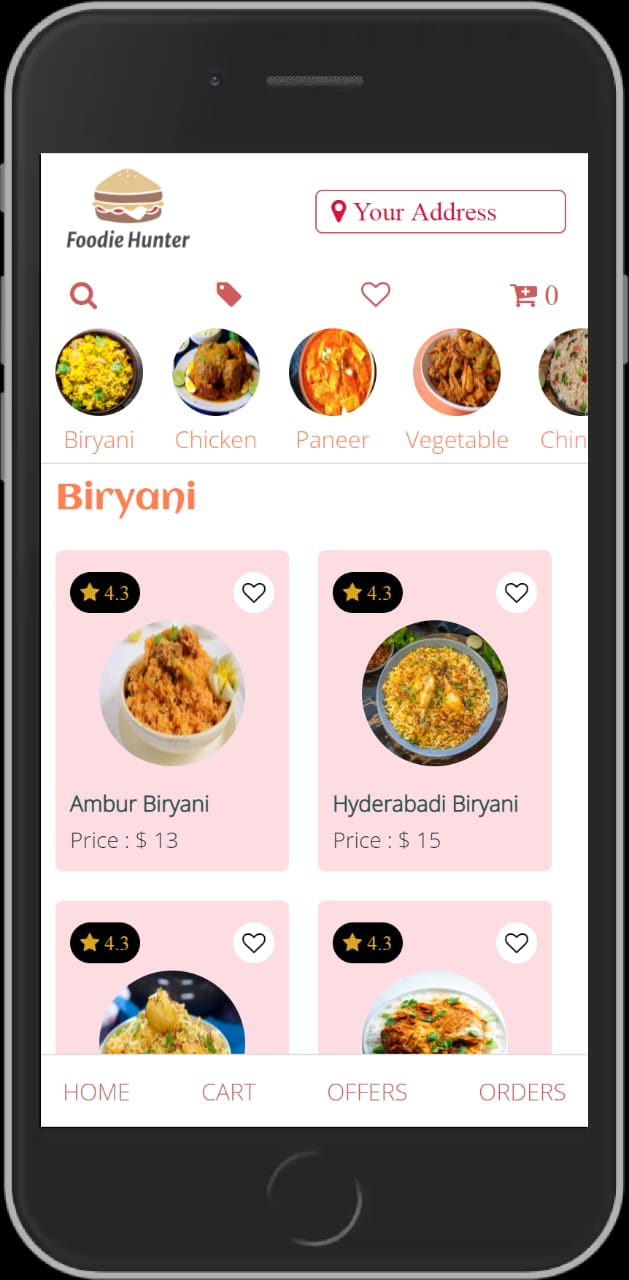 Foodie Hunter
Your Address
0
Biryani
Chicken
Paneer
Vegetable
Chin
Biryani
4.3
4.3
Ambur Biryani
Price : $ 13
Hyderabadi Biryani
Price : $ 15
4.3
4.3
HOME
CART
OFFERS
ORDERS